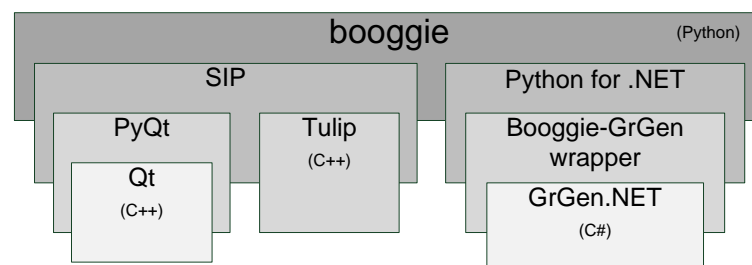 booggie (Python)
SIP
Python for .NET
PyQt
Tulip
(C++)
Booggie-GrGen
wrapper
Qt
(C++)
GrGen.NET
(C#)